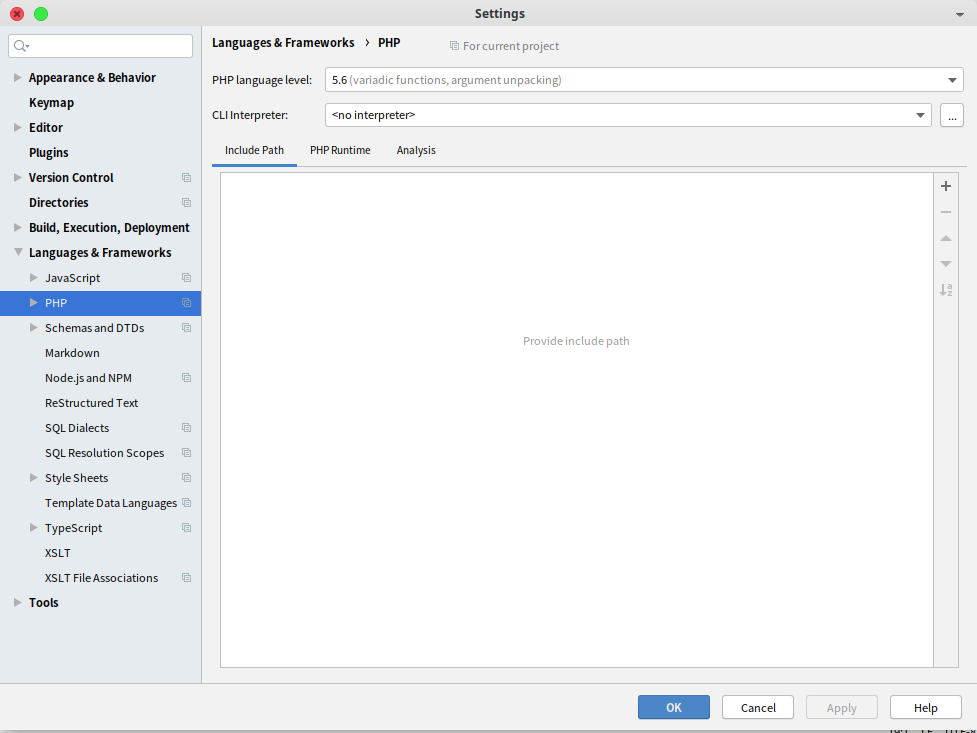 Settings
Languages & Frameworks › PHP
For current project
Appearance & Behavior
Keymap
Editor
Plugins
Version Control
Directories
Build, Execution, Deployment
Languages & Frameworks
JavaScript
PHP
Schemas and DTDs
Markdown
Node.js and NPM
ReStructured Text
SQL Dialects
SQL Resolution Scopes
Style Sheets
Template Data Languages
TypeScript
XSLT
XSLT File Associations
Tools
PHP language level: 5.6 (variadic functions, argument unpacking)
CLI Interpreter: <no interpreter> ...
Include Path PHP Runtime Analysis
Provide include path
OK Cancel Apply Help